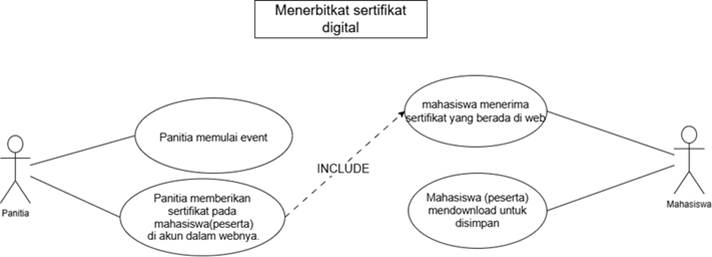 Menerbitkan sertifikat
digital
Panitia memulai event
Panitia memberikan
sertifikat pada
mahasiswa(peserta)
di akun dalam webnya.
Panitia
INCLUDE
mahasiswa menerima
sertifikat yang berada di web
Mahasiswa (peserta)
mendownload untuk
disimpan
Mahasiswa